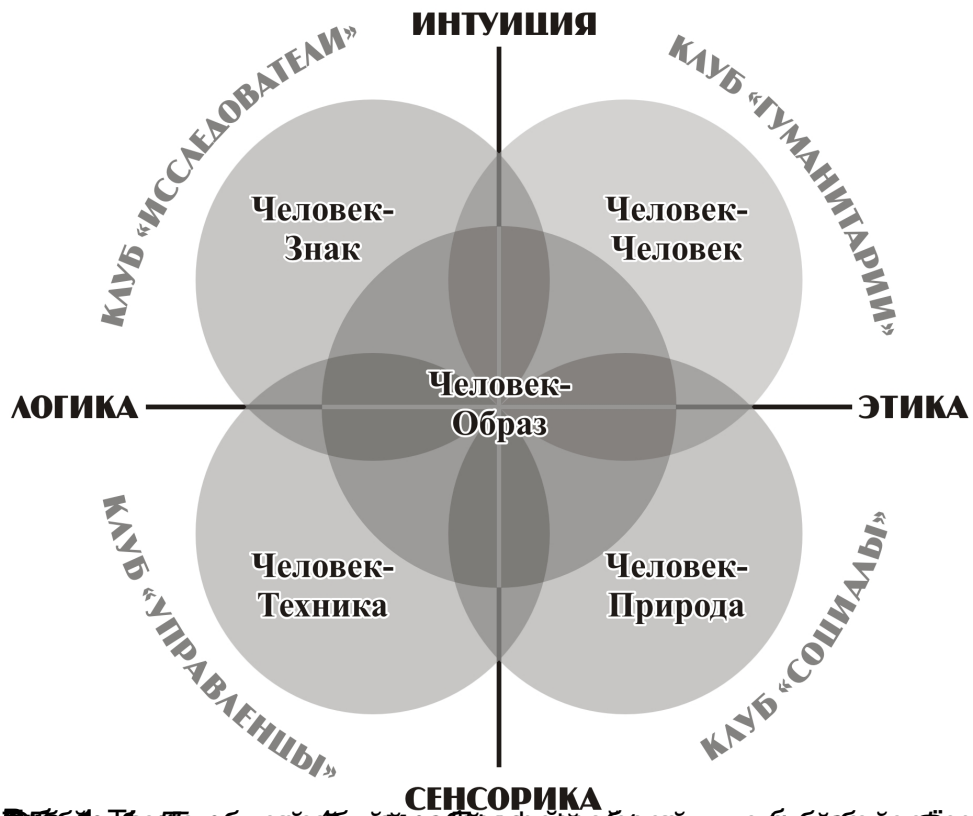 ИНТУИЦИЯ
КЛУБ «ИССЛЕДОВАТЕЛИ»
КЛУБ «ГУМАНИТАРИИ»
Человек-
Знак
Человек-
Человек
ЛОГИКА
Человек-
Образ
ЭТИКА
Человек-
Техника
Человек-
Природа
КЛУБ «УПРАВЛЕНЦЫ»
КЛУБ «СОЦИАЛЫ»
СЕНСОРИКА